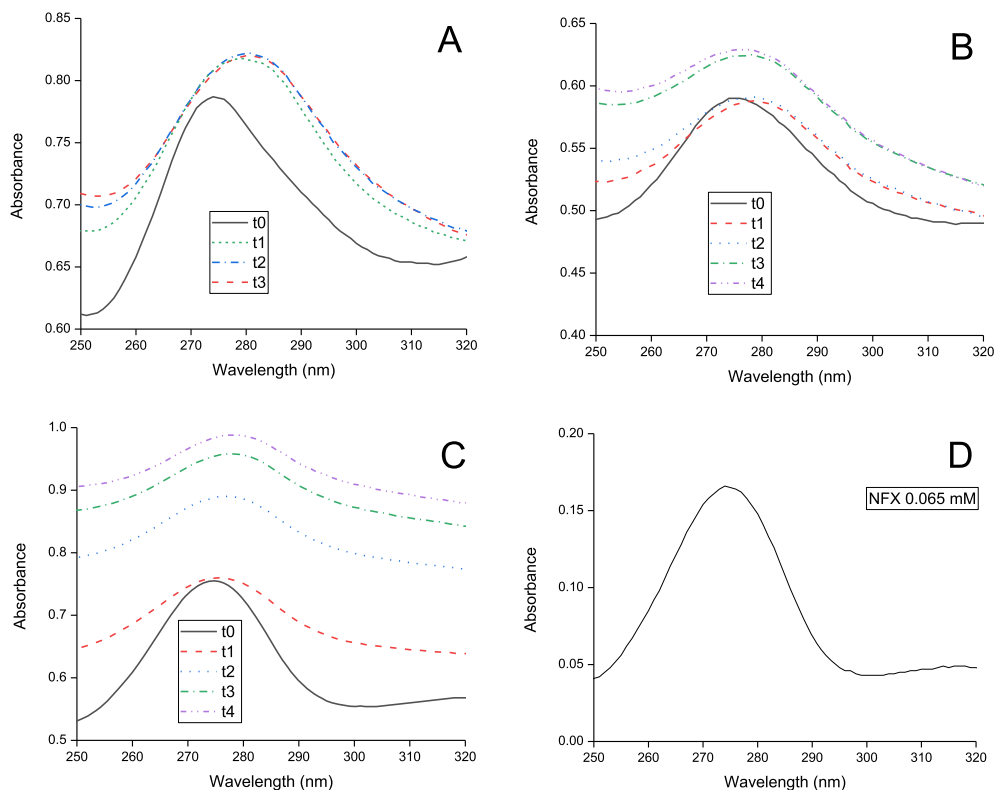 A
0.85
0.80
0.75
0.70
0.65
0.60
Absorbance
t0
t1
t2
t3
250 260 270 280 290 300 310 320
Wavelength (nm)
B
0.65
0.60
0.55
0.50
0.45
0.40
Absorbance
t0
t1
t2
t3
t4
250 260 270 280 290 300 310 320
Wavelength (nm)
C
1.0
0.9
0.8
0.7
0.6
0.5
Absorbance
t0
t1
t2
t3
t4
250 260 270 280 290 300 310 320
Wavelength (nm)
D
NFX 0.065 mM
0.20
0.15
0.10
0.05
0.00
Absorbance
250 260 270 280 290 300 310 320
Wavelength (nm)